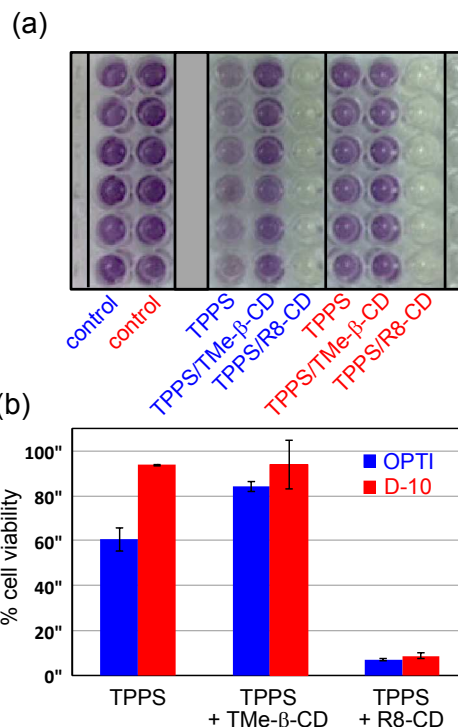 (a)
control
control
TPPS
TPPS/TMe-β-CD
TPPS/R8-CD
TPPS
TPPS/TMe-β-CD
TPPS/R8-CD
(b)
% cell viability
100"
80"
60"
40"
20"
0"
OPTI
D-10
TPPS
TPPS
+ TMe-β-CD
TPPS
+ R8-CD